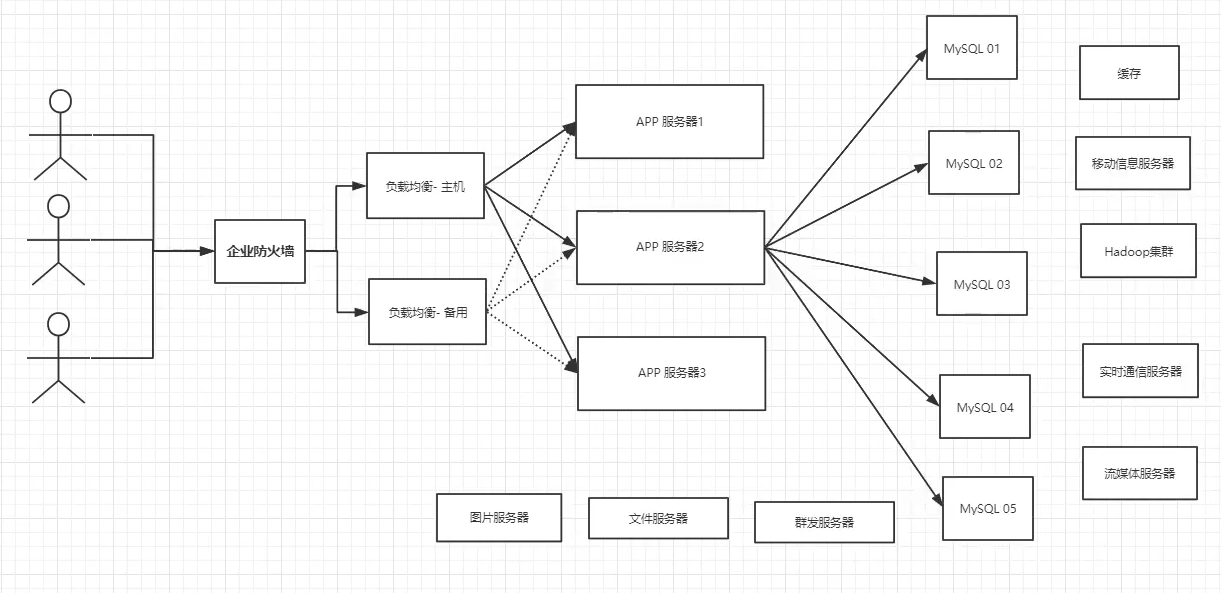 企业防火墙
负载均衡- 主机
负载均衡- 备用
APP 服务器1
APP 服务器2
APP 服务器3
MySQL 01
MySQL 02
MySQL 03
MySQL 04
MySQL 05
缓存
移动信息服务器
Hadoop集群
实时通信服务器
流媒体服务器
图片服务器
文件服务器
群发服务器